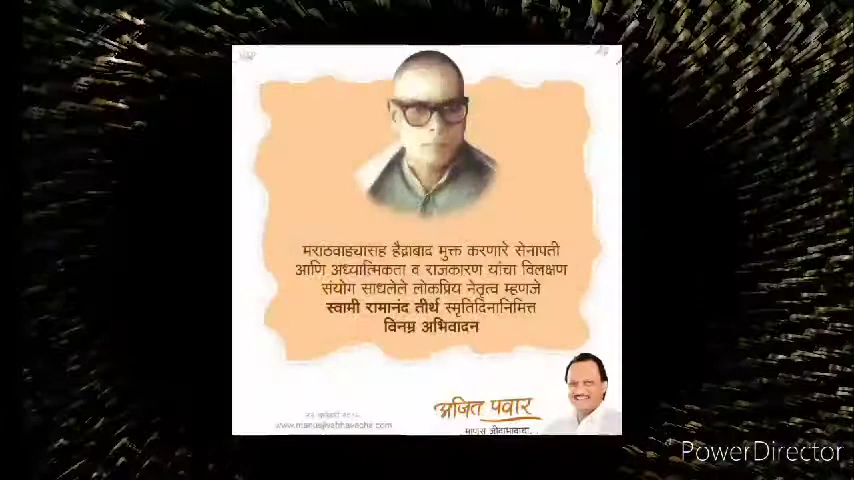 मराठवाड्यासह हैद्राबाद मुक्त करणारे सेनापती
आणि अध्यात्मिकता व राजकारण यांचा विलक्षण
संयोग साधलेले लोकप्रिय नेतृत्व म्हणजे
स्वामी रामानंद तीर्थ स्मृतिदिनानिमित्त
विनम्र अभिवादन
अजित पवार
माणूस जीवाभावाचा
PowerDirector